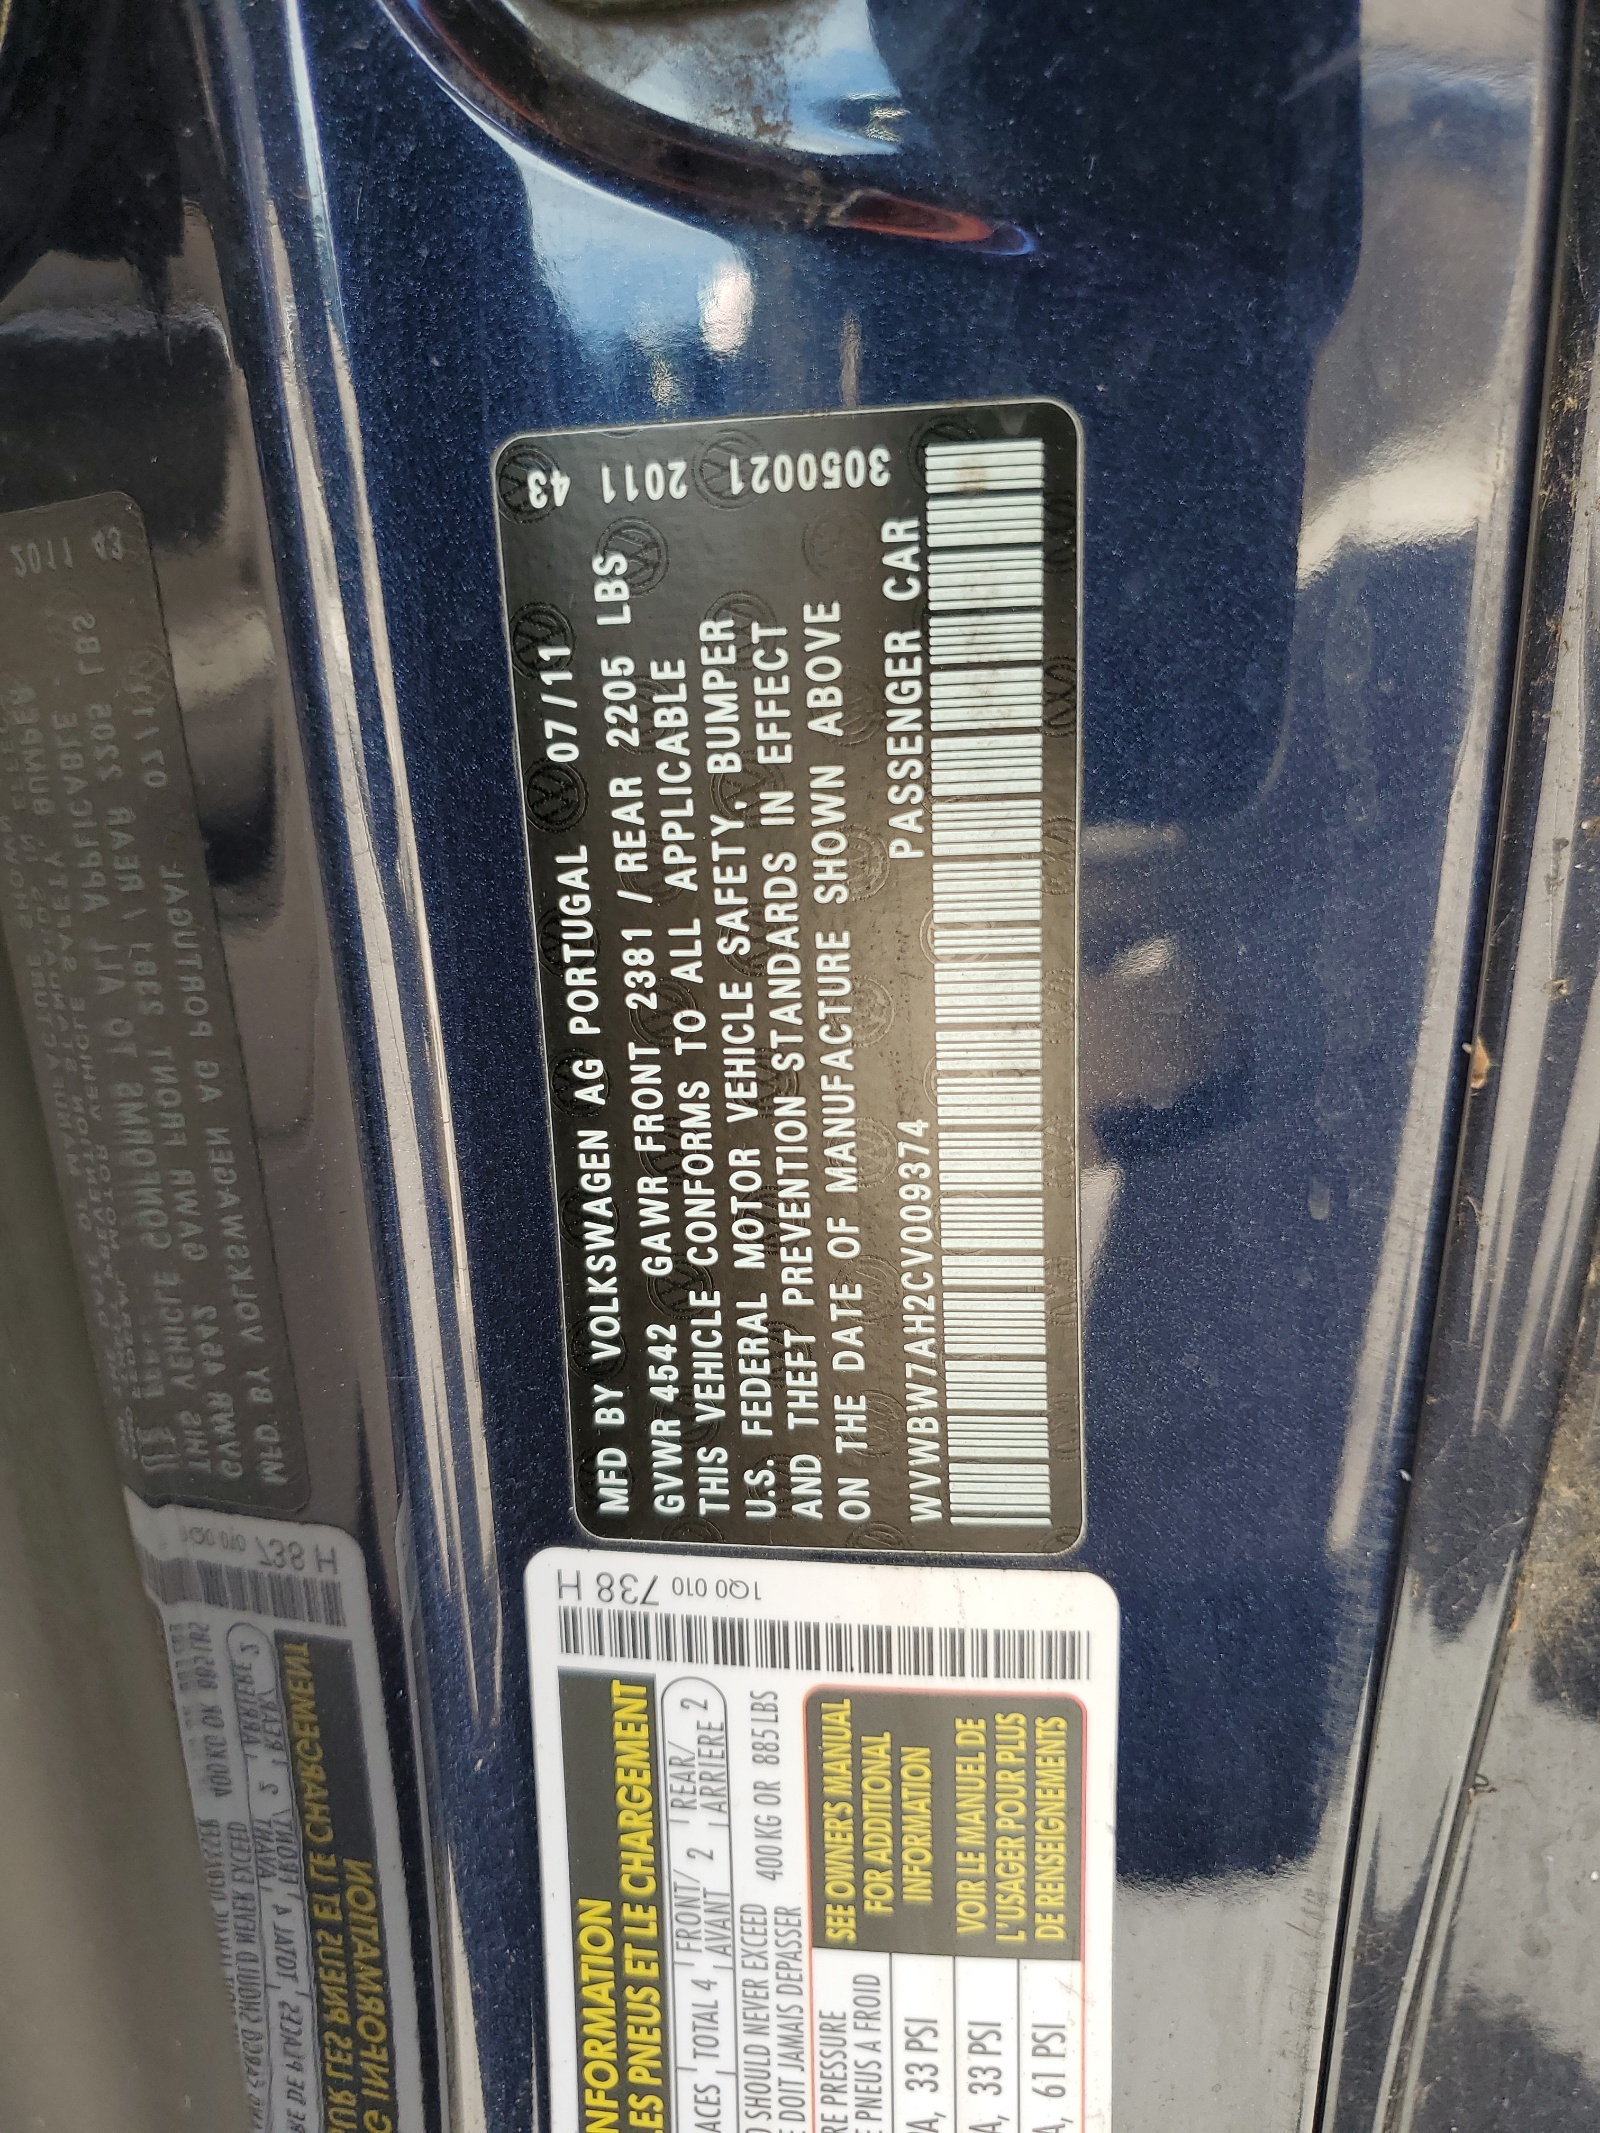 MFD BY VOLKSWAGEN AG PORTUGAL 07/11
GVWR 4542 GAWR FRONT 2381 / REAR 2205 LBS
THIS VEHICLE CONFORMS TO ALL APPLICABLE
U.S. FEDERAL MOTOR VEHICLE SAFETY, BUMPER,
AND THEFT PREVENTION STANDARDS IN EFFECT
ON THE DATE OF MANUFACTURE SHOWN ABOVE
PASSENGER CAR
WVWBW7AH2CV009374
43 2011 2011 3050021
1Q0 010 738 H
NFORMATION
LES PNEUS ET LE CHARGEMENT
ACES TOTAL 4 FRONT/ AVANT 2 REAR/ ARRIERE 2
SHOULD NEVER EXCEED 400 KG OR 885 LBS
DOIT JAMAIS DEPASSER
RE PRESSURE
PNEUS A FROID
A, 33 PSI
A, 33 PSI
A, 61 PSI
SEE OWNER'S MANUAL
FOR ADDITIONAL
INFORMATION
VOIR LE MANUEL DE
L'USAGER POUR PLUS
DE RENSEIGNEMENTS